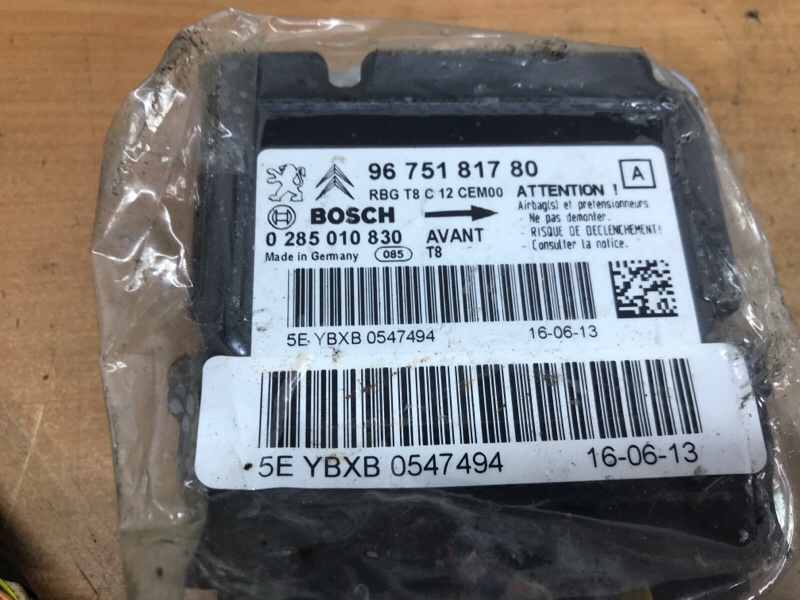 96 751 817 80
A
RBG T8 C 12 CEM00
ATTENTION !
Airbag(s) et pretensionneurs
Ne pas demonter.
RISQUE DE DECLENCHEMENT!
Consulter la notice.
BOSCH
0 285 010 830
AVANT
Made in Germany
085
T8
5E YBXB 0547494
16-06-13
5E YBXB 0547494
16-06-13